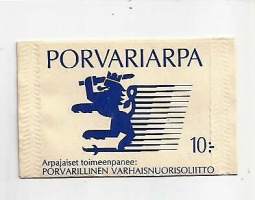 PORVARIARPA
10:-
Arpajaiset toimeenpanee:
PORVARILLINEN VARHAISNUORISOLIITTO